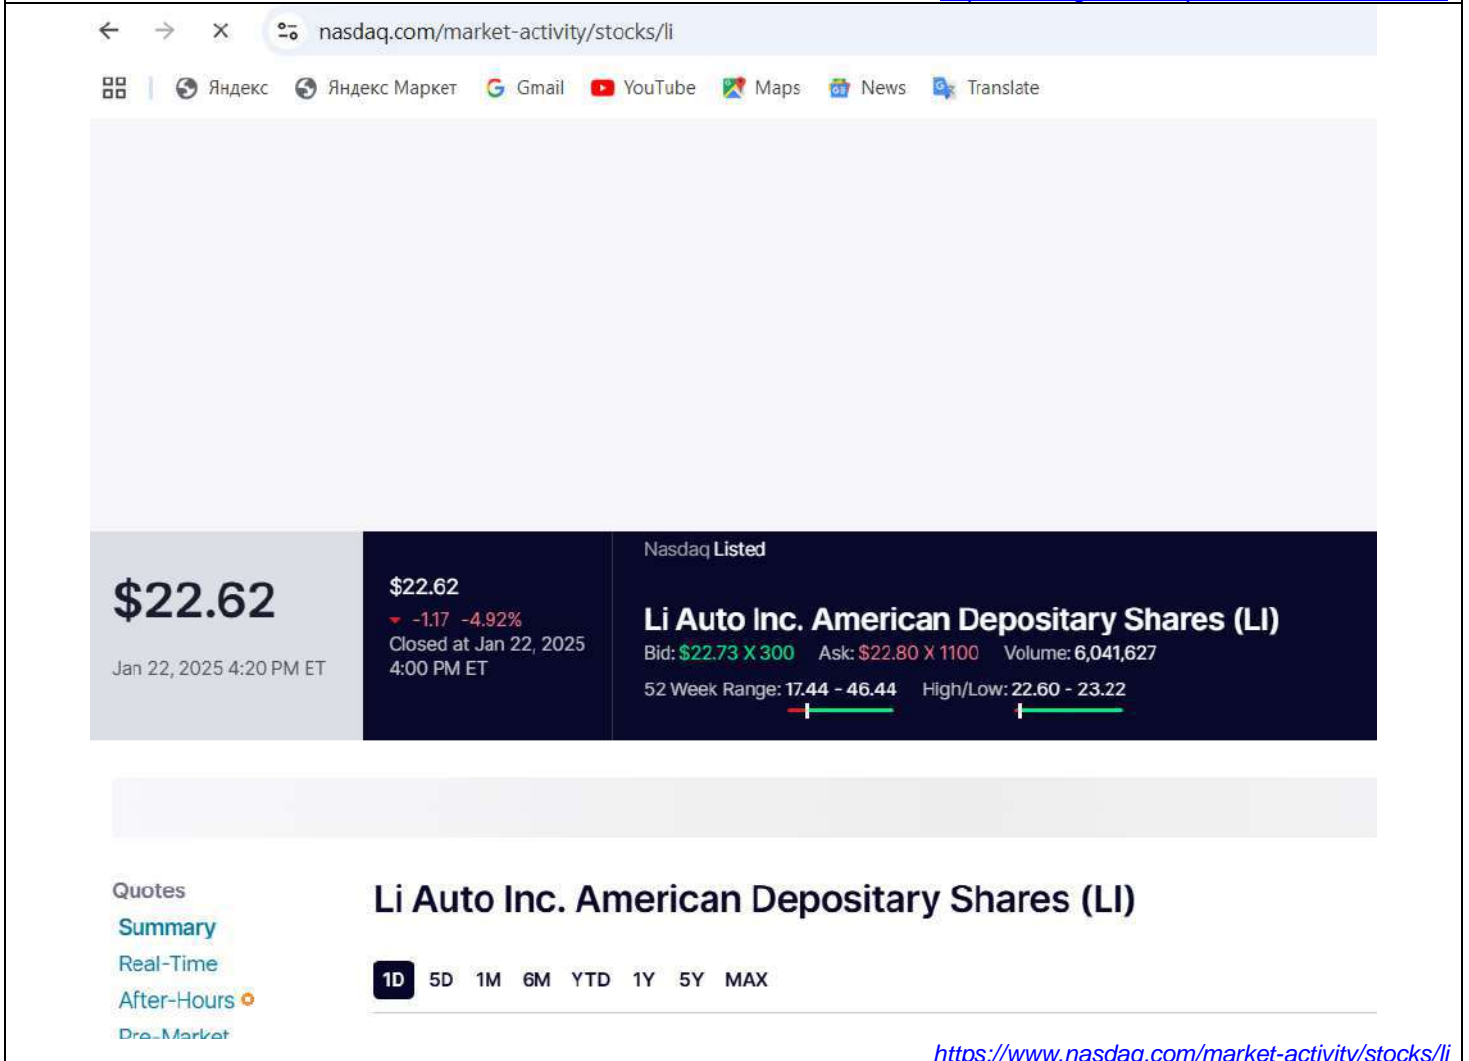 nasdaq.com/market-activity/stocks/li
Яндекс Яндекс Маркет Gmail YouTube Maps News Translate
Nasdaq Listed
$22.62
Jan 22, 2025 4:20 PM ET
$22.62
-1.17 -4.92%
Closed at Jan 22, 2025
4:00 PM ET
Li Auto Inc. American Depositary Shares (LI)
Bid: $22.73 X 300 Ask: $22.80 X 1100 Volume: 6,041,627
52 Week Range: 17.44 - 46.44 High/Low: 22.60 - 23.22
Quotes
Summary
Real-Time
After-Hours
Pre-Market
Li Auto Inc. American Depositary Shares (LI)
1D 5D 1M 6M YTD 1Y 5Y MAX
https://www.nasdaq.com/market-activity/stocks/li